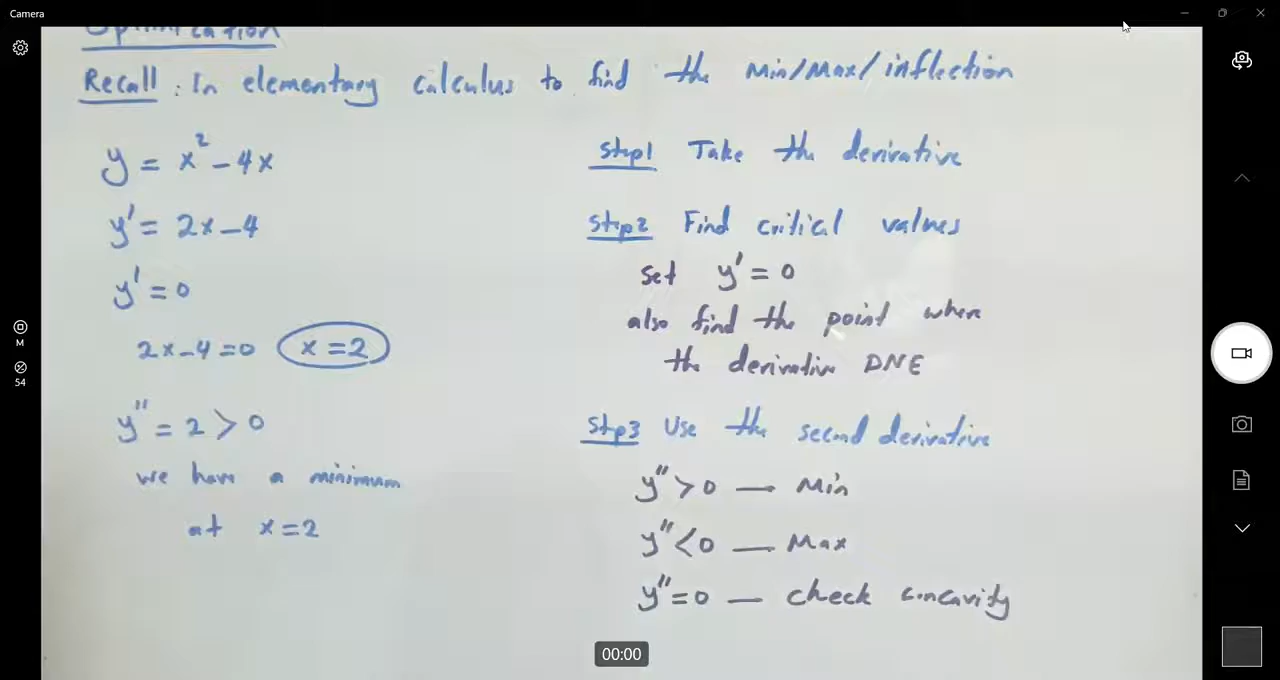 Camera
Optimization
Recall : In elementary calculus to find the Min/Max/inflection
y = x² - 4x
y' = 2x - 4
y' = 0
2x - 4 = 0 x = 2
y'' = 2 > 0
we have a minimum
at x = 2
Step1 Take the derivative
Step2 Find critical values
set y' = 0
also find the point where
the derivative DNE
Step3 Use the second derivative
y'' > 0 — Min
y'' < 0 — Max
y'' = 0 — check concavity
M
54
00:00